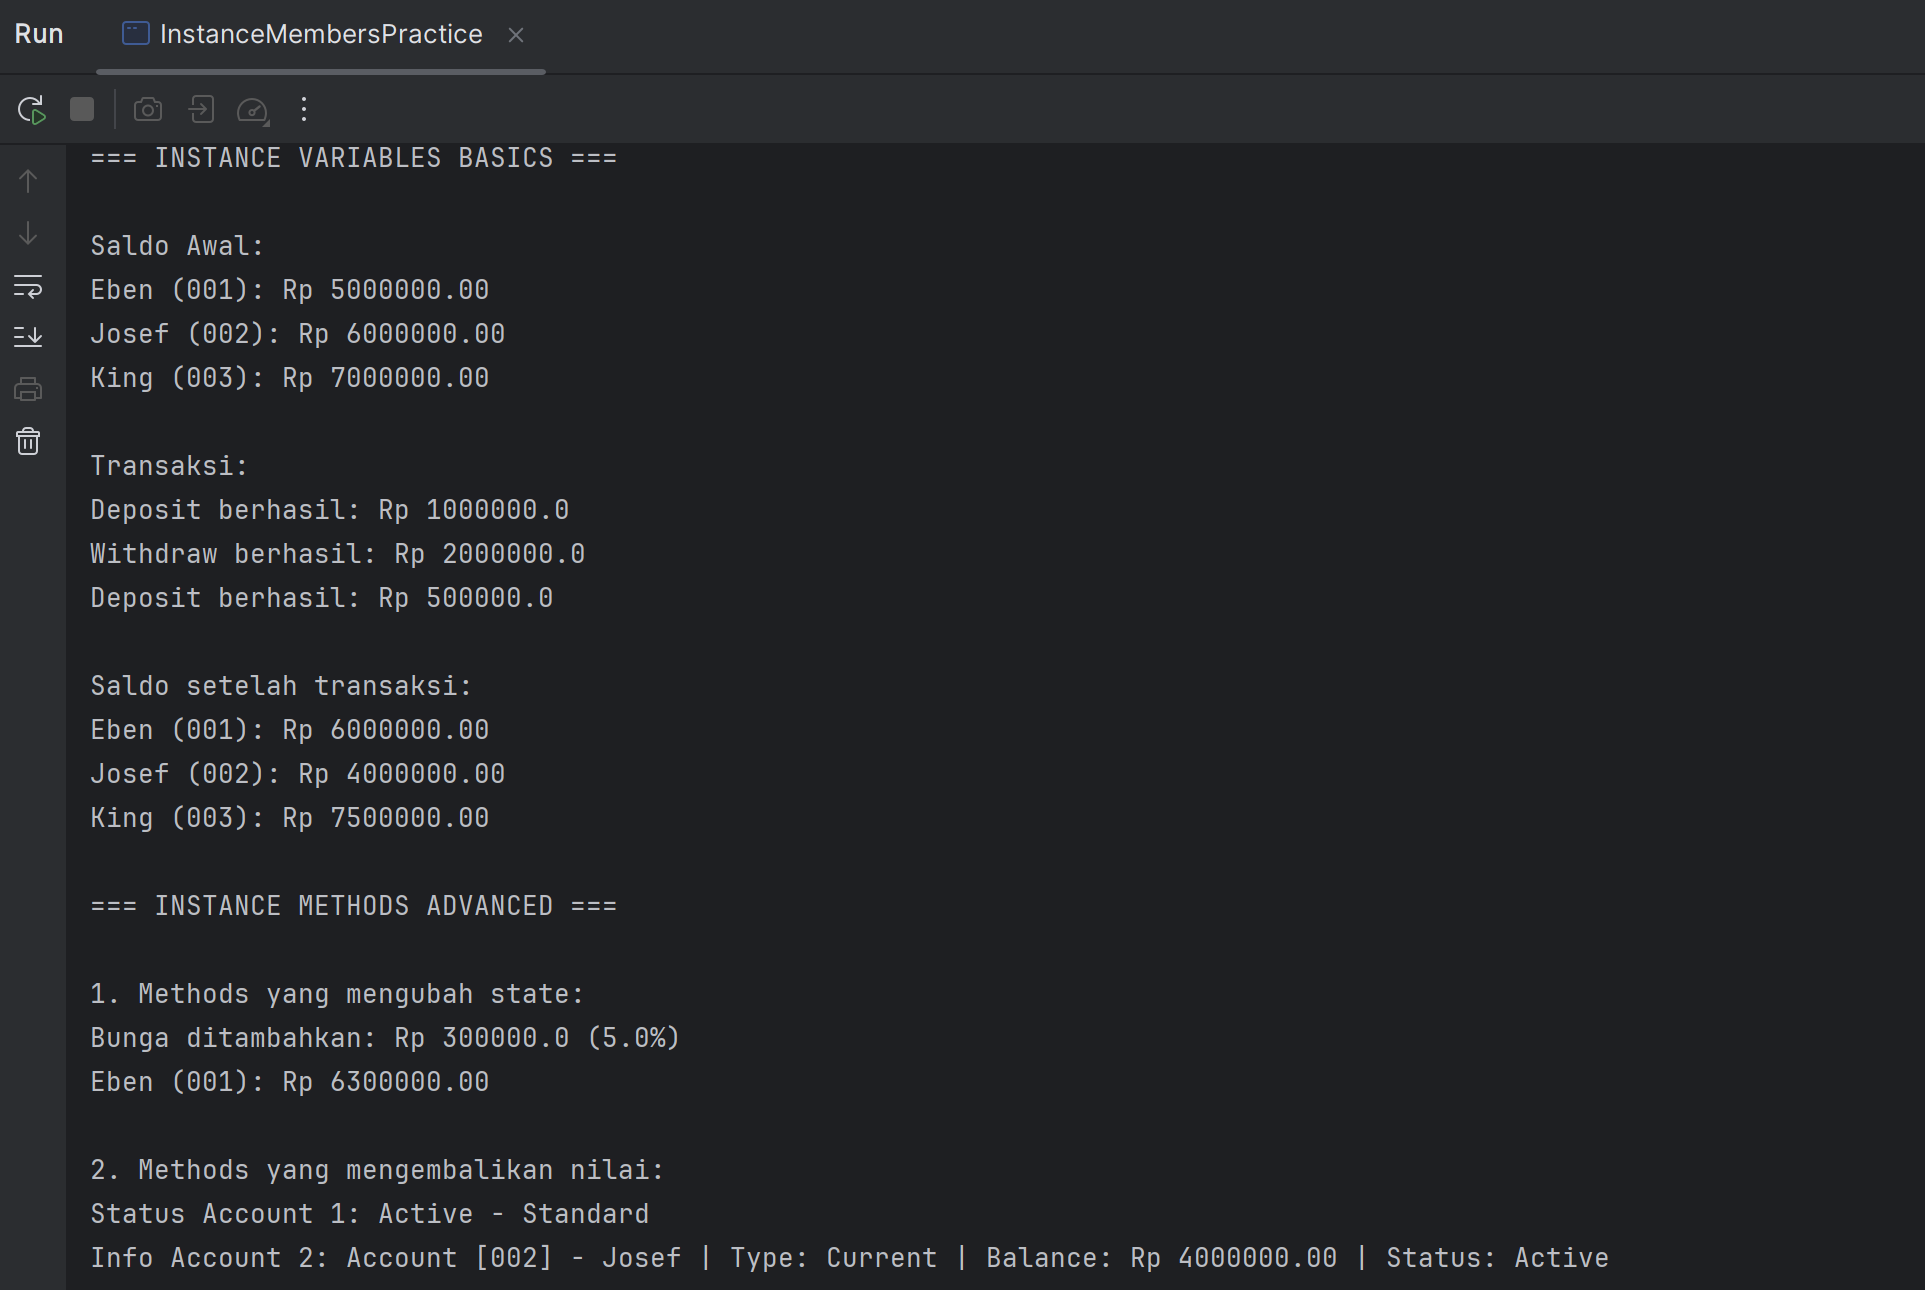 Run
InstanceMembersPractice
=== INSTANCE VARIABLES BASICS ===
Saldo Awal:
Eben (001): Rp 5000000.00
Josef (002): Rp 6000000.00
King (003): Rp 7000000.00
Transaksi:
Deposit berhasil: Rp 1000000.0
Withdraw berhasil: Rp 2000000.0
Deposit berhasil: Rp 500000.0
Saldo setelah transaksi:
Eben (001): Rp 6000000.00
Josef (002): Rp 4000000.00
King (003): Rp 7500000.00
=== INSTANCE METHODS ADVANCED ===
1. Methods yang mengubah state:
Bunga ditambahkan: Rp 300000.0 (5.0%)
Eben (001): Rp 6300000.00
2. Methods yang mengembalikan nilai:
Status Account 1: Active - Standard
Info Account 2: Account [002] - Josef | Type: Current | Balance: Rp 4000000.00 | Status: Active